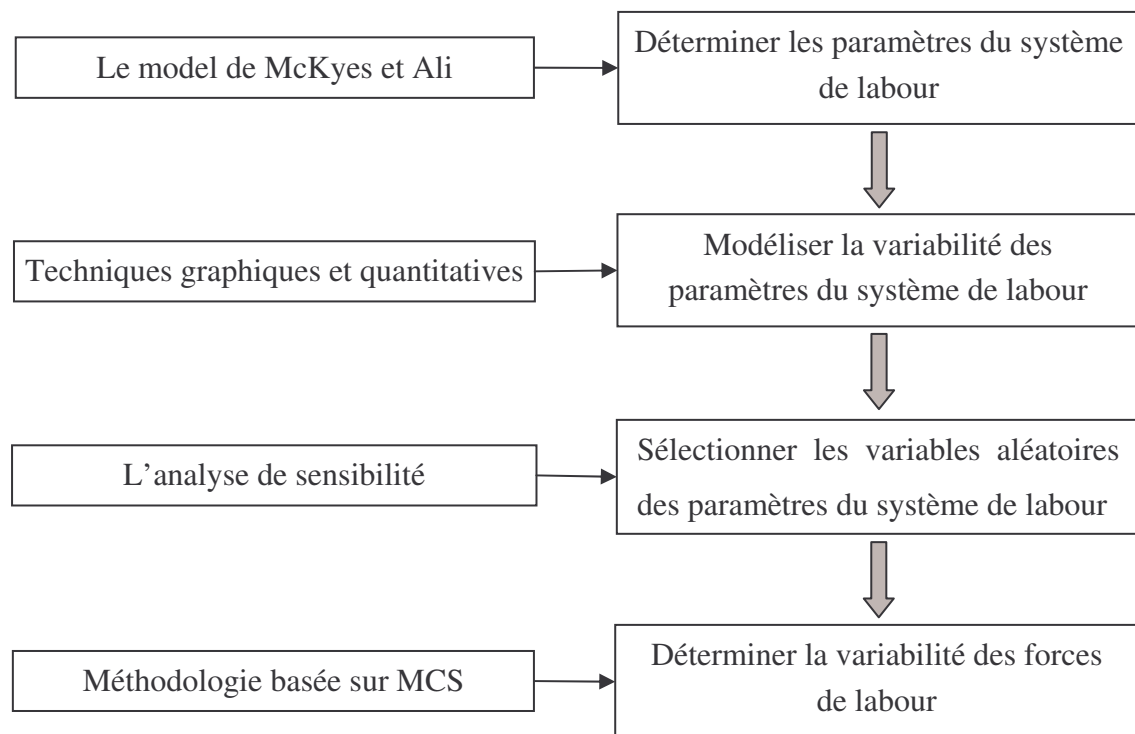 Le model de McKyes et Ali
Déterminer les paramètres du système
de labour
Techniques graphiques et quantitatives
Modéliser la variabilité des
paramètres du système de labour
L’analyse de sensibilité
Sélectionner les variables aléatoires
des paramètres du système de labour
Méthodologie basée sur MCS
Déterminer la variabilité des forces
de labour